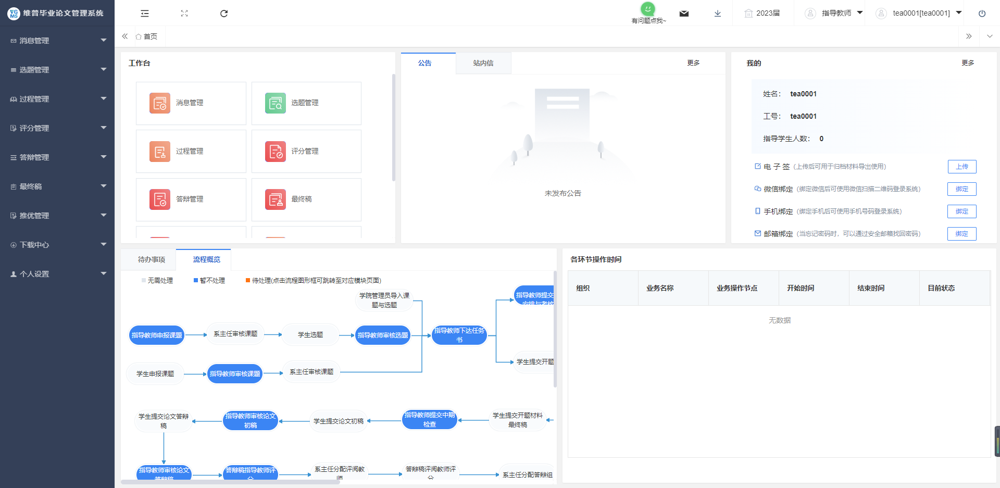 VG
MS
维普毕业论文管理系统
有问题点我~
2023届
指导教师
tea0001[tea0001]
消息管理
选题管理
过程管理
评分管理
答辩管理
最终稿
推优管理
下载中心
个人设置
首页
工作台
消息管理
选题管理
过程管理
评分管理
答辩管理
最终稿
公告
站内信
更多
未发布公告
我的
更多
姓名： tea0001
工号： tea0001
指导学生人数： 0
电 子 签 (上传后可用于归档材料导出使用)
上传
微信绑定 (绑定微信后可使用微信扫描二维码登录系统)
绑定
手机绑定 (绑定手机后可使用手机号码登录系统)
绑定
邮箱绑定 (当忘记密码时，可以通过安全邮箱找回密码)
绑定
待办事项
流程概览
无需处理
暂不处理
待处理(点击流程图形框可跳转至对应模块页面)
学院管理员导入课
题与选题
指导教师提交
安排与考核
指导教师申报课题
系主任审核课题
学生选题
指导教师审核选题
指导教师下达任务
书
学生提交开题
学生申报课题
指导教师审核课题
系主任审核课题
学生提交论文答辩
稿
指导教师审核论文
初稿
学生提交论文初稿
指导教师提交中期
检查
学生提交开题材料
最终稿
指导教师审核论文
答辩稿
答辩稿指导教师评
分
系主任分配评阅教
师
答辩稿评阅教师评
分
系主任分配答辩组
各环节操作时间
组织
业务名称
业务操作节点
开始时间
结束时间
目前状态
无数据